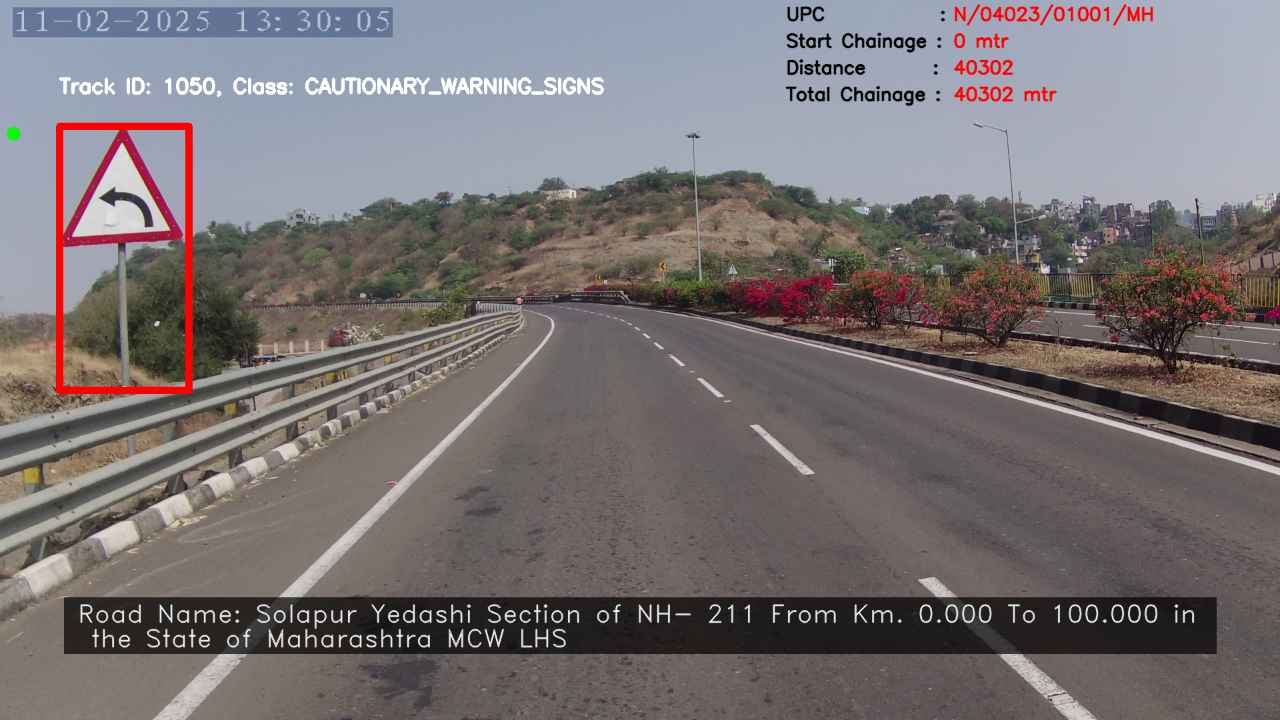 11-02-2025 13:30:05
UPC : N/04023/01001/MH
Start Chainage : 0 mtr
Distance : 40302
Total Chainage : 40302 mtr
Track ID: 1050, Class: CAUTIONARY_WARNING_SIGNS
Road Name: Solapur Yedashi Section of NH- 211 From Km. 0.000 To 100.000 in
the State of Maharashtra MCW LHS